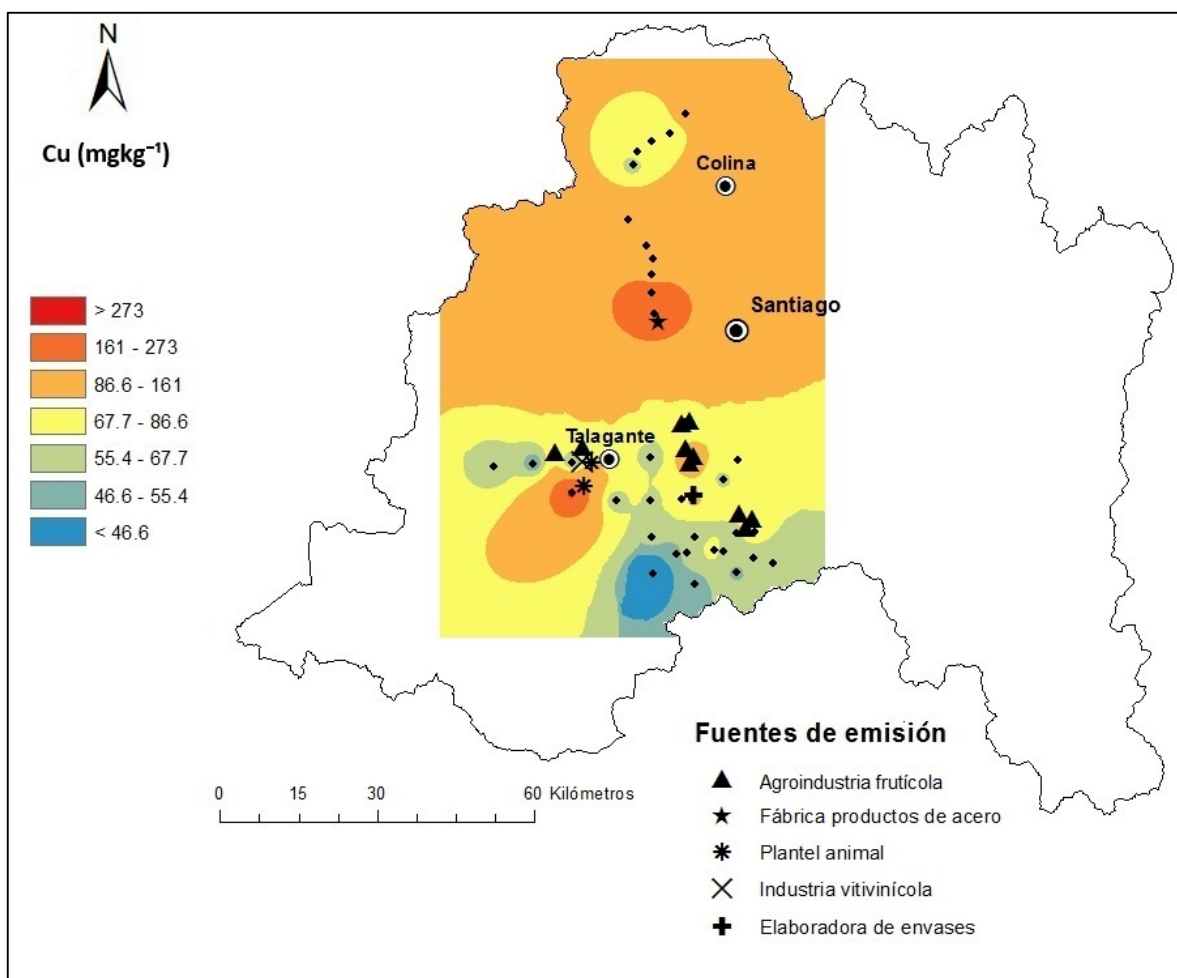 N
Cu (mgkg⁻¹)
> 273
161 - 273
86.6 - 161
67.7 - 86.6
55.4 - 67.7
46.6 - 55.4
< 46.6
Colina
Santiago
Talagante
0 15 30 60 Kilómetros
Fuentes de emisión
Agroindustria frutícola
Fábrica productos de acero
Plantel animal
Industria vitivinícola
Elaboradora de envases